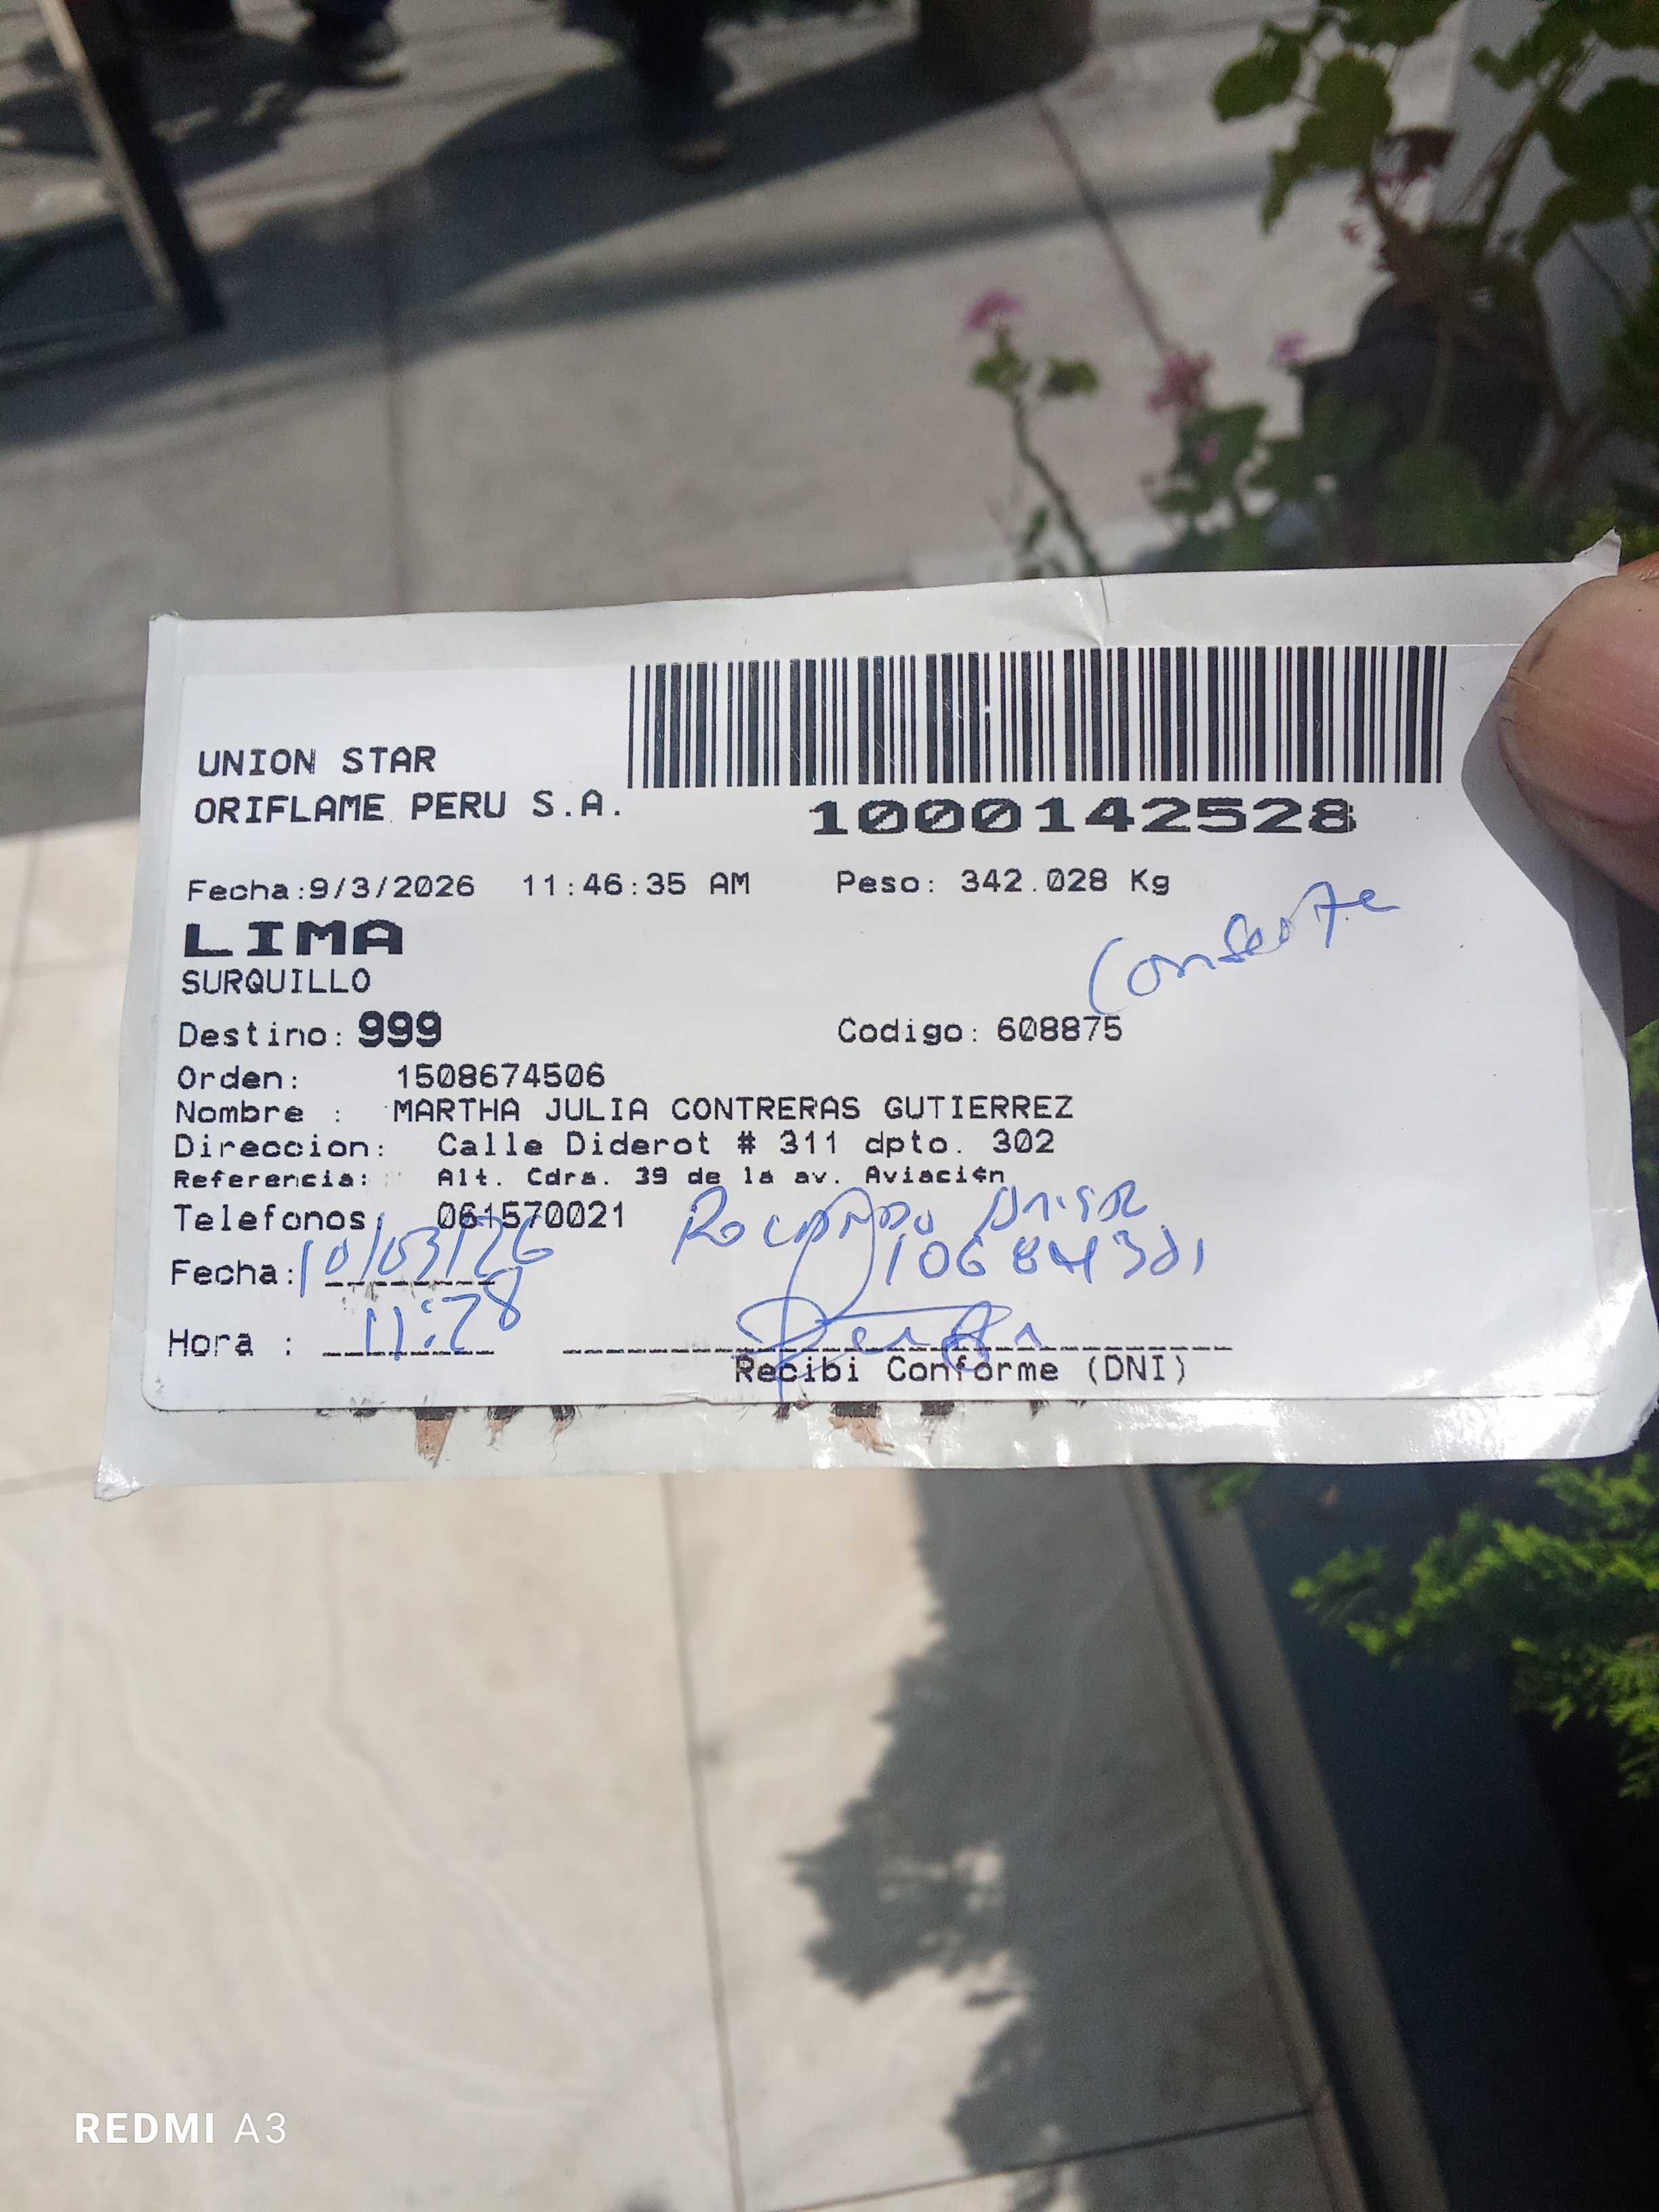 UNION STAR
ORIFLAME PERU S.A.
1000142528
Fecha:9/3/2026 11:46:35 AM Peso: 342.028 Kg
LIMA
SURQUILLO
Conserje
Destino: 999 Codigo: 608875
Orden: 1508674506
Nombre : MARTHA JULIA CONTRERAS GUTIERREZ
Direccion: Calle Diderot # 311 dpto. 302
Referencia: Alt. Cdra. 39 de la av. Aviación
Telefonos 061570021
Fecha: 10/03/26
Hora : 11:28
Recibi Conforme (DNI)
REDMI A3